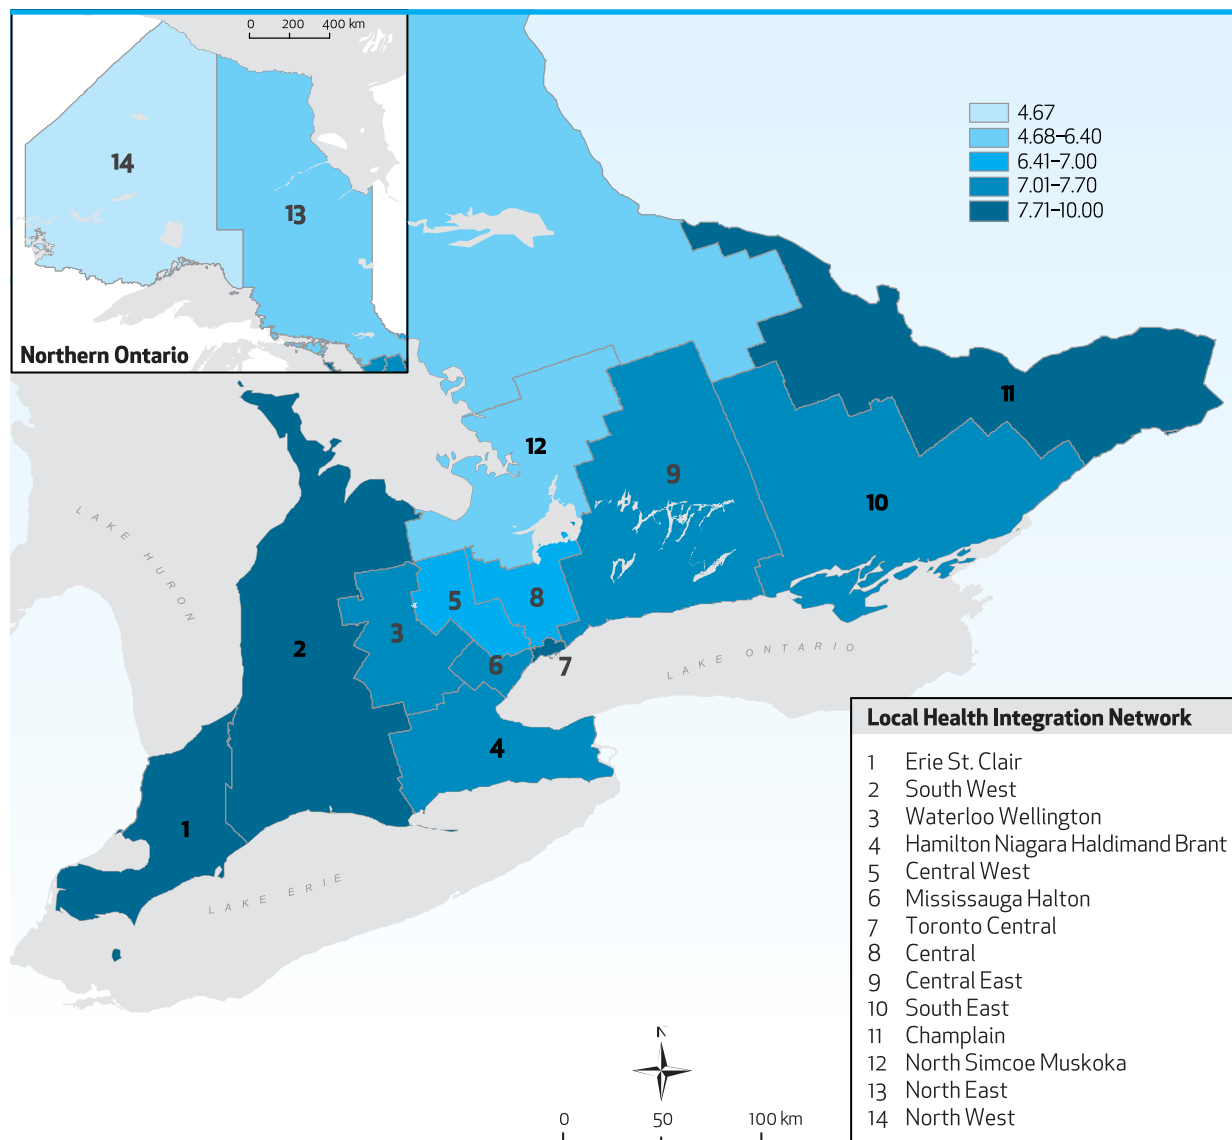 0 200 400 km
14
13
Northern Ontario
4.67
4.68–6.40
6.41–7.00
7.01–7.70
7.71–10.00
11
12
9
10
LAKE HURON
5
8
3
2
6
7
LAKE ONTARIO
4
1
LAKE ERIE
Local Health Integration Network
1 Erie St. Clair
2 South West
3 Waterloo Wellington
4 Hamilton Niagara Haldimand Brant
5 Central West
6 Mississauga Halton
7 Toronto Central
8 Central
9 Central East
10 South East
11 Champlain
12 North Simcoe Muskoka
13 North East
14 North West
N
0 50 100 km